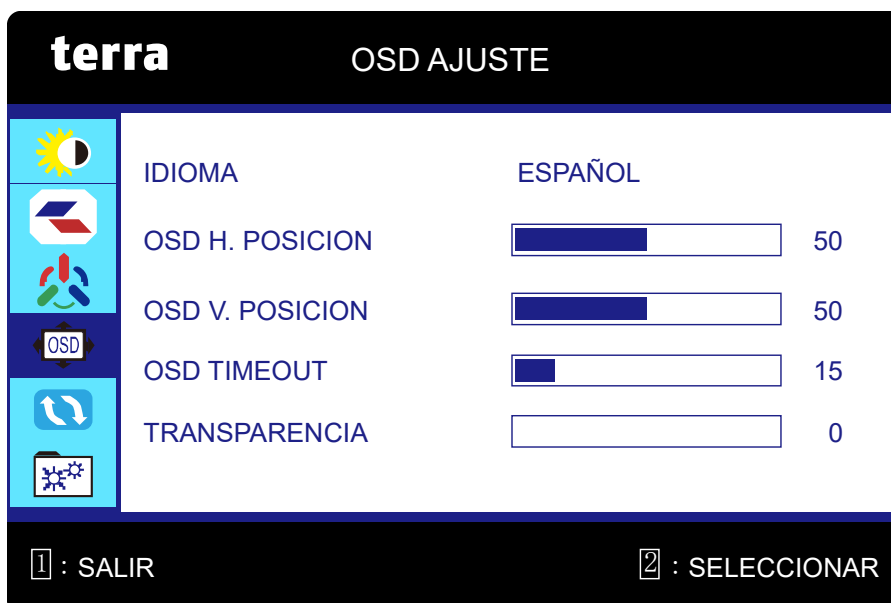 terra OSD AJUSTE
IDIOMA ESPAÑOL
OSD H. POSICION 50
OSD V. POSICION 50
OSD
OSD TIMEOUT 15
TRANSPARENCIA 0
1 : SALIR 2 : SELECCIONAR